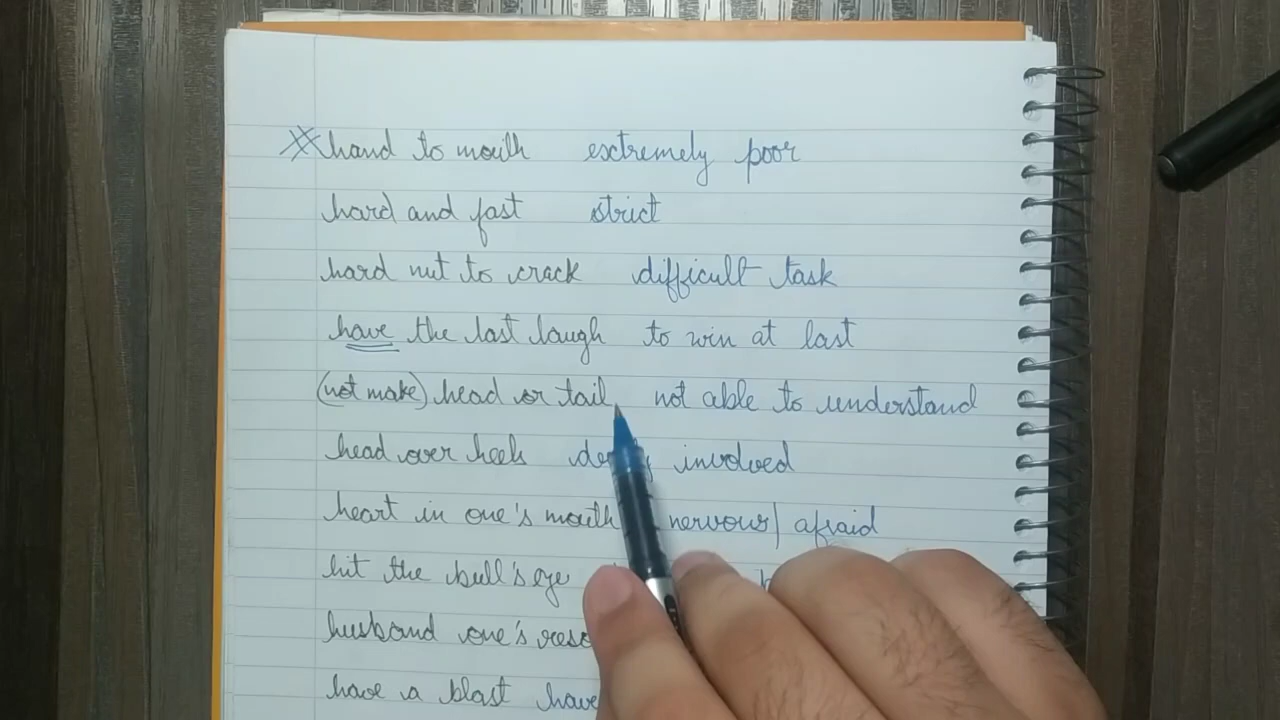 # hand to mouth extremely poor
hard and fast strict
hard nut to crack difficult task
have the last laugh to win at last
(not make) head or tail not able to understand
head over heels involved
heart in one's mouth nervous/ afraid
hit the bull's eye
husband one's
have a blast have